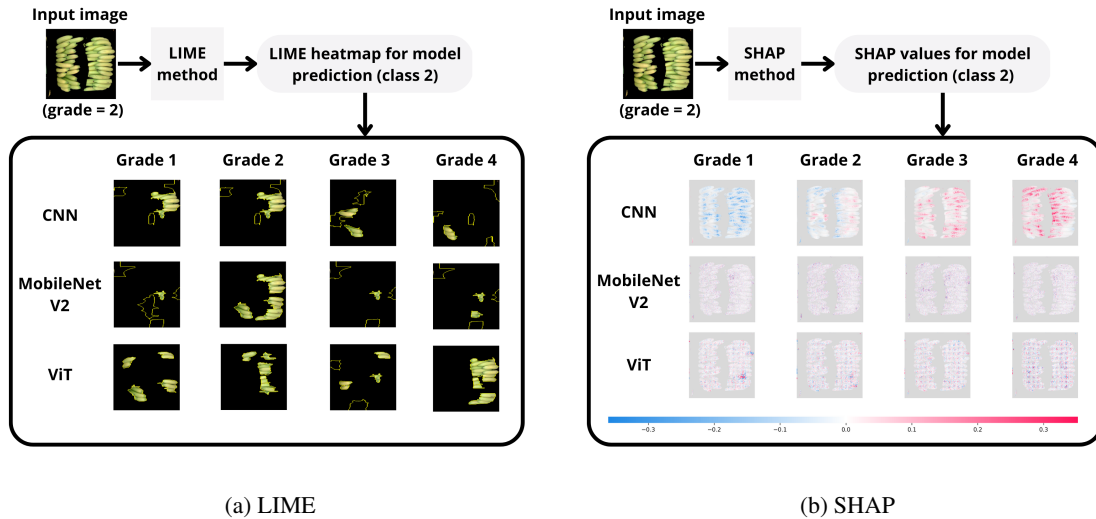 Input image
LIME
method
LIME heatmap for model
prediction (class 2)
(grade = 2)
Grade 1
Grade 2
Grade 3
Grade 4
CNN
MobileNet
V2
ViT
(a) LIME
Input image
SHAP
method
SHAP values for model
prediction (class 2)
(grade = 2)
Grade 1
Grade 2
Grade 3
Grade 4
CNN
MobileNet
V2
ViT
−0.3
−0.2
−0.1
0.0
0.1
0.2
0.3
(b) SHAP